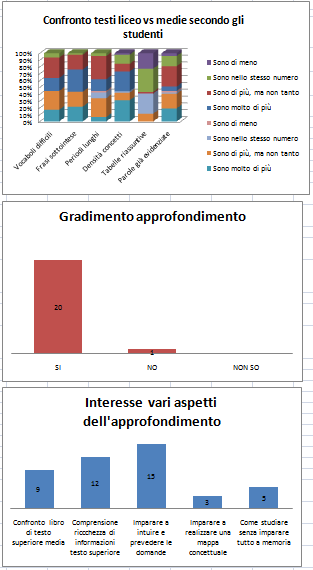 Confronto testi liceo vs medie secondo gli
studenti
100%
90%
80%
70%
60%
50%
40%
30%
20%
10%
0%
Vocaboli difficili
Frasi sottointese
Periodi lunghi
Densità concetti
Tabelle riassuntive
Parole già evidenziate
Sono di meno
Sono nello stesso numero
Sono di più, ma non tanto
Sono molto di più
Sono di meno
Sono nello stesso numero
Sono di più, ma non tanto
Sono molto di più
Gradimento approfondimento
20
1
SI
NO
NON SO
Interesse vari aspetti
dell'approfondimento
9
12
15
3
5
Confronto libro
di testo
superiore media
Comprensione
ricchezza di
informazioni
testo superiore
Imparare a
intuire e
prevedere le
domande
Imparare a
realizzare una
mappa
concettuale
Come studiare
senza imparare
tutto a memoria